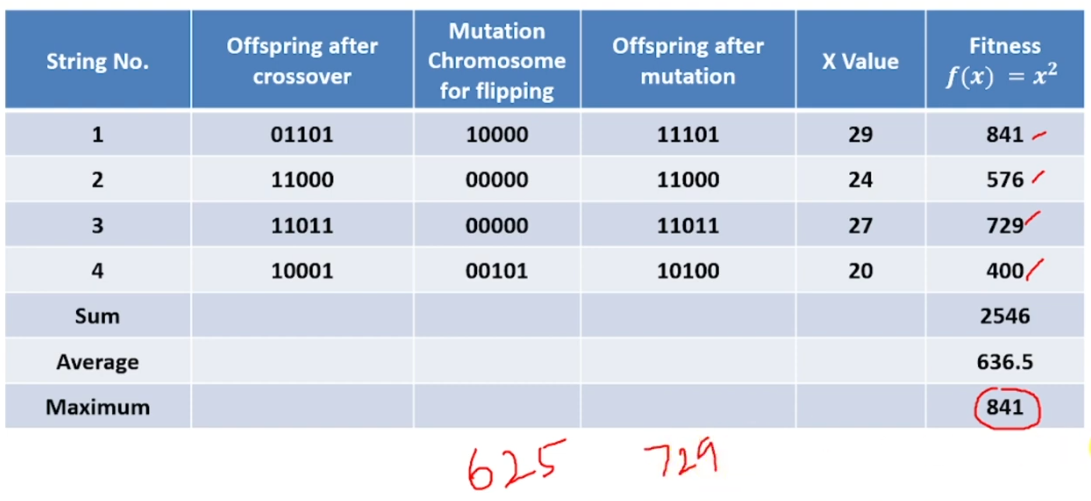 String No. Offspring after crossover Mutation Chromosome for flipping Offspring after mutation X Value Fitness f(x) = x²
1 01101 10000 11101 29 841
2 11000 00000 11000 24 576
3 11011 00000 11011 27 729
4 10001 00101 10100 20 400
Sum 2546
Average 636.5
Maximum 841
625 729